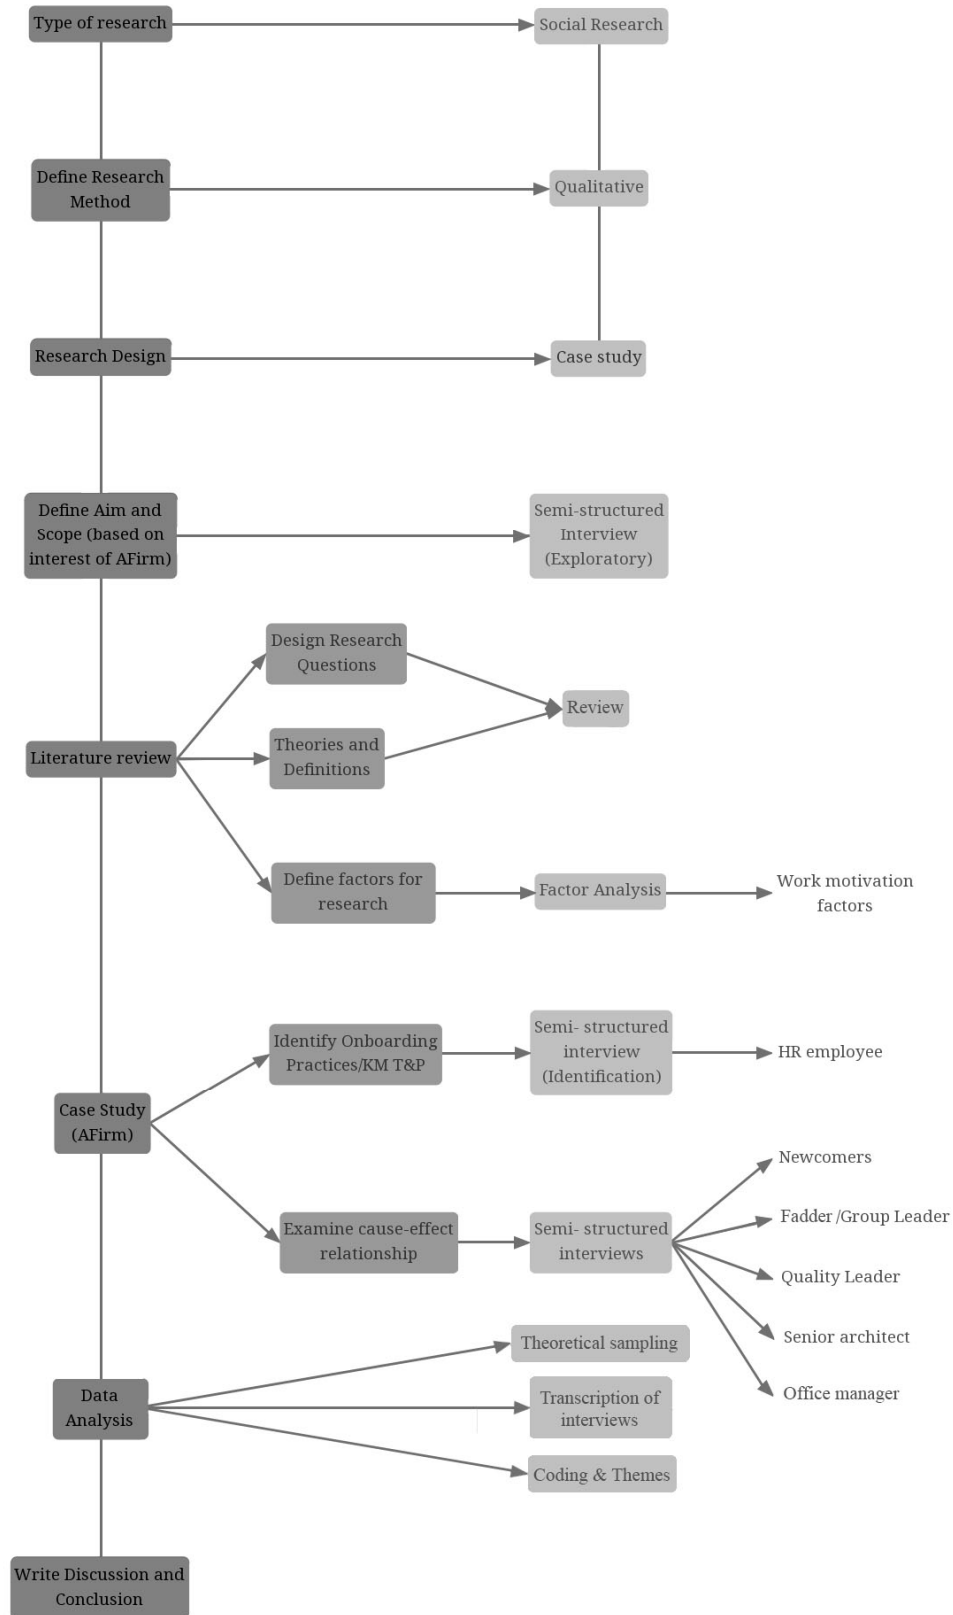 Type of research
Social Research
Define Research
Method
Qualitative
Research Design
Case study
Define Aim and
Scope (based on
interest of AFirm)
Semi-structured
Interview
(Exploratory)
Literature review
Design Research
Questions
Theories and
Definitions
Review
Define factors for
research
Factor Analysis
Work motivation
factors
Case Study
(AFirm)
Identify Onboarding
Practices/KM T&P
Semi- structured
interview
(Identification)
HR employee
Examine cause-effect
relationship
Semi- structured
interviews
Newcomers
Fadder/Group Leader
Quality Leader
Senior architect
Office manager
Data
Analysis
Theoretical sampling
Transcription of
interviews
Coding & Themes
Write Discussion and
Conclusion